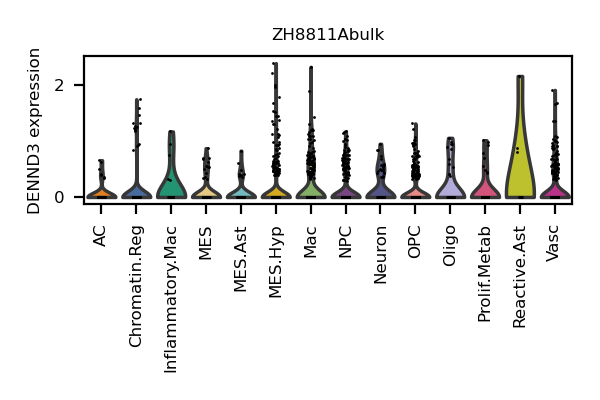 ZH8811Abulk
DENND3 expression
2
0
AC
Chromatin.Reg
Inflammatory.Mac
MES
MES.Ast
MES.Hyp
Mac
NPC
Neuron
OPC
Oligo
Prolif.Metab
Reactive.Ast
Vasc